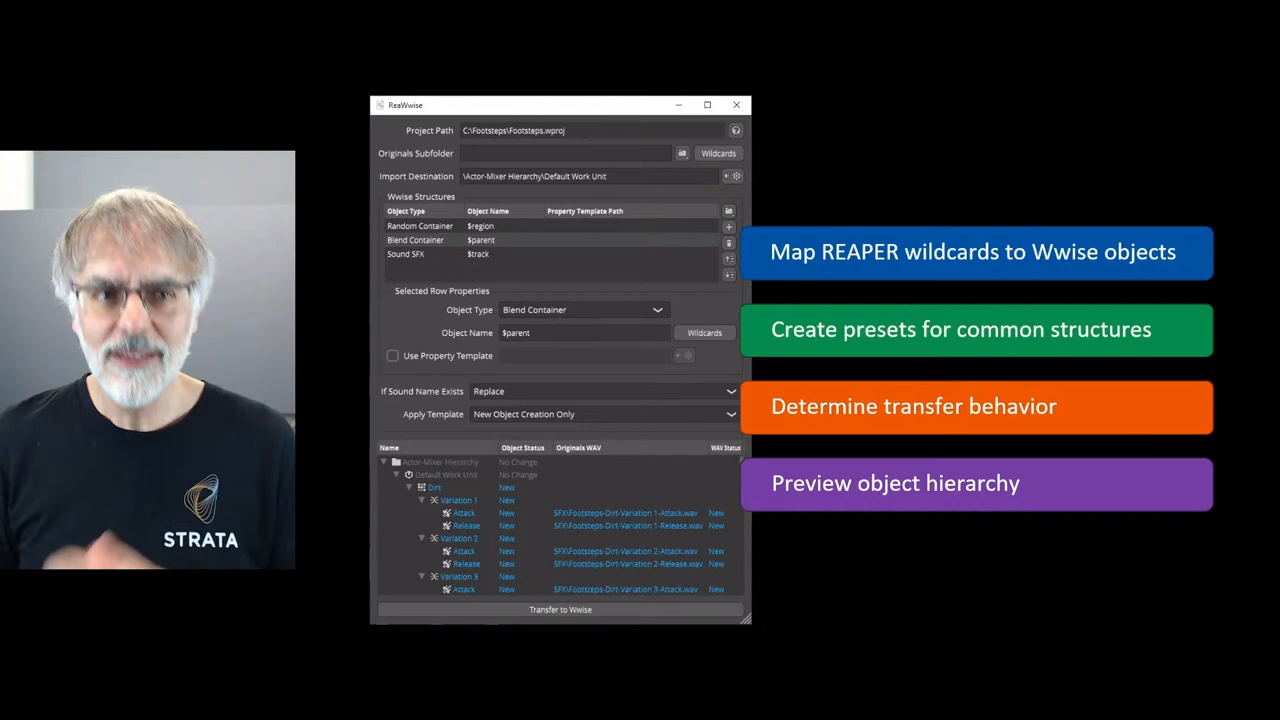 ReaWwise
Project Path C:\Footsteps\Footsteps.wproj
Originals Subfolder Wildcards
Import Destination \Actor-Mixer Hierarchy\Default Work Unit
Wwise Structures
Object Type Object Name Property Template Path
Random Container $region
Blend Container $parent
Sound SFX $track
Selected Row Properties
Object Type Blend Container
Object Name $parent Wildcards
Use Property Template
If Sound Name Exists Replace
Apply Template New Object Creation Only
Name Object Status Originals WAV WAV Status
Actor-Mixer Hierarchy No Change
Default Work Unit No Change
Dirt New
Variation 1 New
Attack New SFX\Footsteps-Dirt-Variation 1-Attack.wav New
Release New SFX\Footsteps-Dirt-Variation 1-Release.wav New
Variation 2 New
Attack New SFX\Footsteps-Dirt-Variation 2-Attack.wav New
Release New SFX\Footsteps-Dirt-Variation 2-Release.wav New
Variation 3 New
Attack New SFX\Footsteps-Dirt-Variation 3-Attack.wav New
Transfer to Wwise
Map REAPER wildcards to Wwise objects
Create presets for common structures
Determine transfer behavior
Preview object hierarchy
STRATA